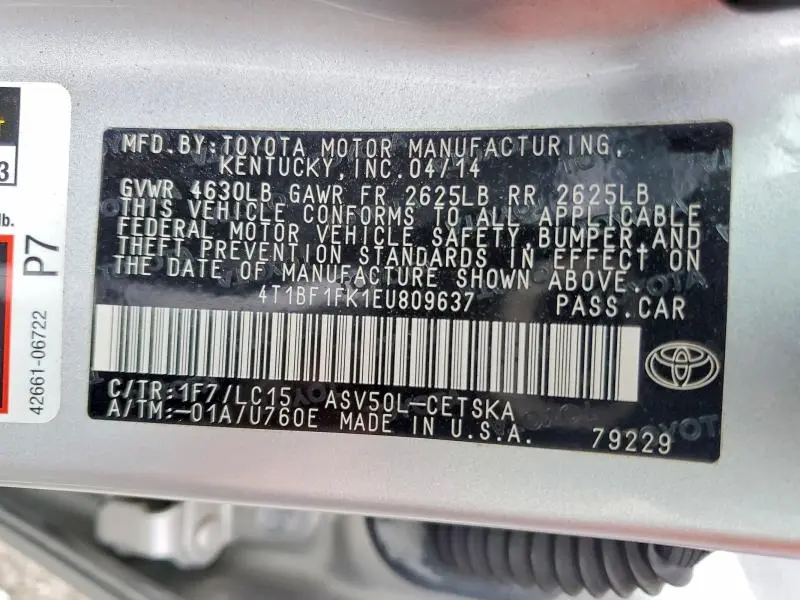 MFD.BY:TOYOTA MOTOR MANUFACTURING,
KENTUCKY, INC. 04/14
GVWR 4630LB GAWR FR 2625LB RR 2625LB
THIS VEHICLE CONFORMS TO ALL APPLICABLE
FEDERAL MOTOR VEHICLE SAFETY, BUMPER, AND
THEFT PREVENTION STANDARDS IN EFFECT ON
THE DATE OF MANUFACTURE SHOWN ABOVE.
4T1BF1FK1EU809637 PASS.CAR
C/TR:1F7/LC15 ASV50L-CETSKA
A/TM:-01A/U760E MADE IN U.S.A. 79229
3
lb.
P7
42661-06722